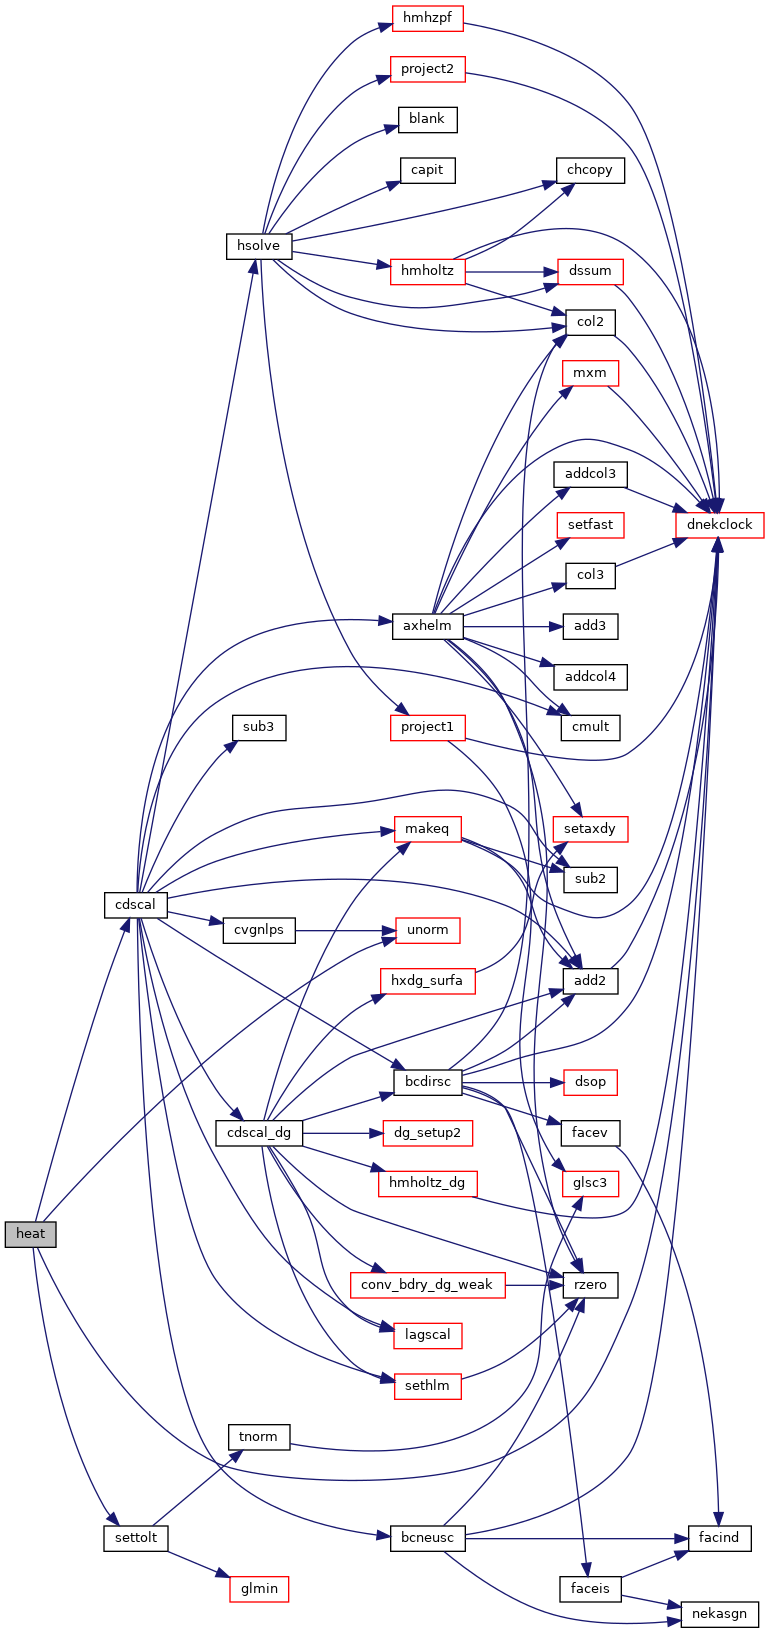 hmhzpf
project2
blank
capit
chcopy
hsolve
hmholtz
dssum
col2
mxm
addcol3
setfast
dnekclock
col3
axhelm
add3
addcol4
sub3
project1
cmult
makeq
setaxdy
sub2
cdscal
cvgnlps
unorm
hxdg_surfa
add2
bcdirsc
dsop
cdscal_dg
dg_setup2
facev
hmholtz_dg
glsc3
heat
conv_bdry_dg_weak
rzero
lagscal
sethlm
tnorm
settolt
bcneusc
facind
glmin
faceis
nekasgn